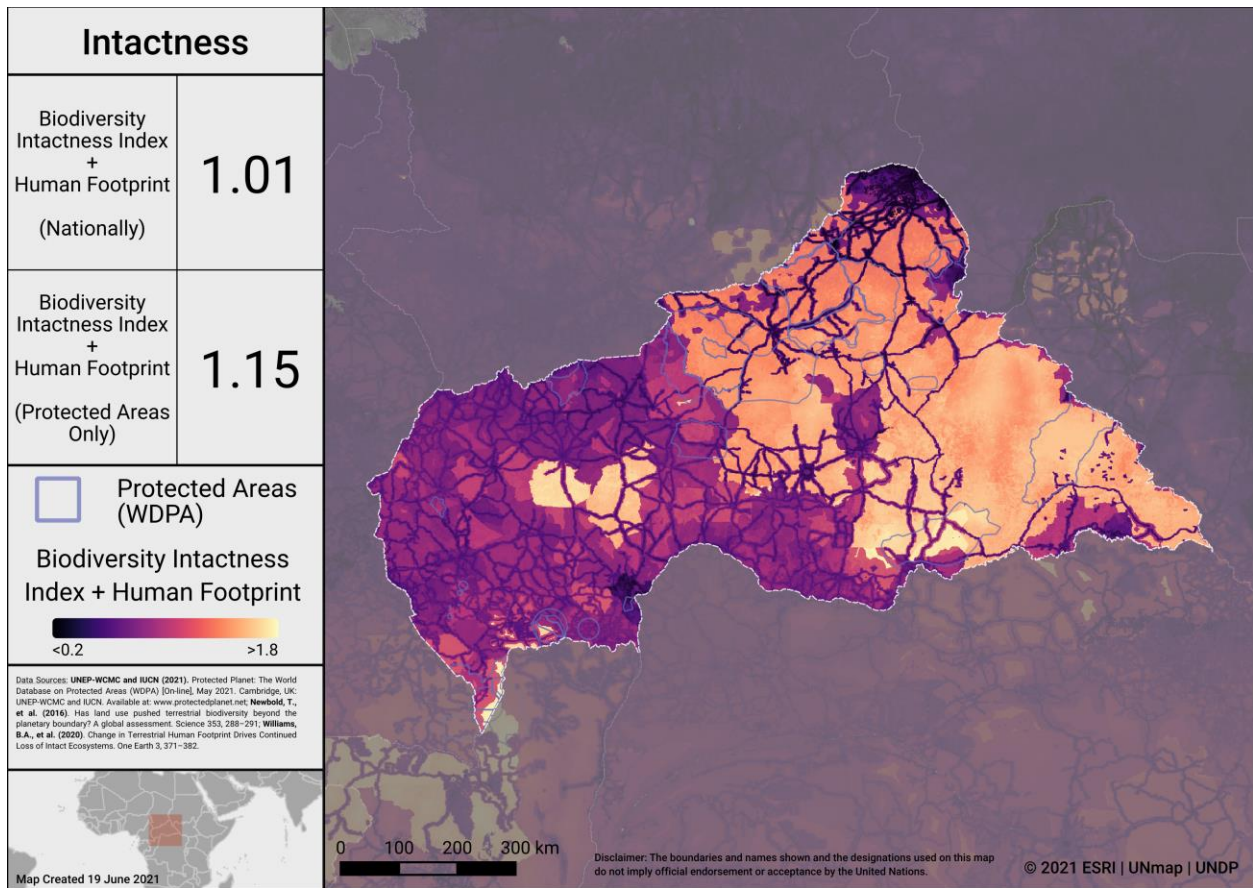 Intactness
Biodiversity
Intactness Index
+
Human Footprint
(Nationally)
1.01
Biodiversity
Intactness Index
+
Human Footprint
(Protected Areas
Only)
1.15
Protected Areas
(WDPA)
Biodiversity Intactness
Index + Human Footprint
<0.2
>1.8
Data Sources: UNEP-WCMC and IUCN (2021). Protected Planet: The World
Database on Protected Areas (WDPA) [On-line], May 2021. Cambridge, UK:
UNEP-WCMC and IUCN. Available at: www.protectedplanet.net; Newbold, T.,
et al. (2016). Has land use pushed terrestrial biodiversity beyond the
planetary boundary? A global assessment. Science 353, 288–291; Williams,
B.A., et al. (2020). Change in Terrestrial Human Footprint Drives Continued
Loss of Intact Ecosystems. One Earth 3, 371–382.
Map Created 19 June 2021
0 100 200 300 km
Disclaimer: The boundaries and names shown and the designations used on this map
do not imply official endorsement or acceptance by the United Nations.
© 2021 ESRI | UNmap | UNDP